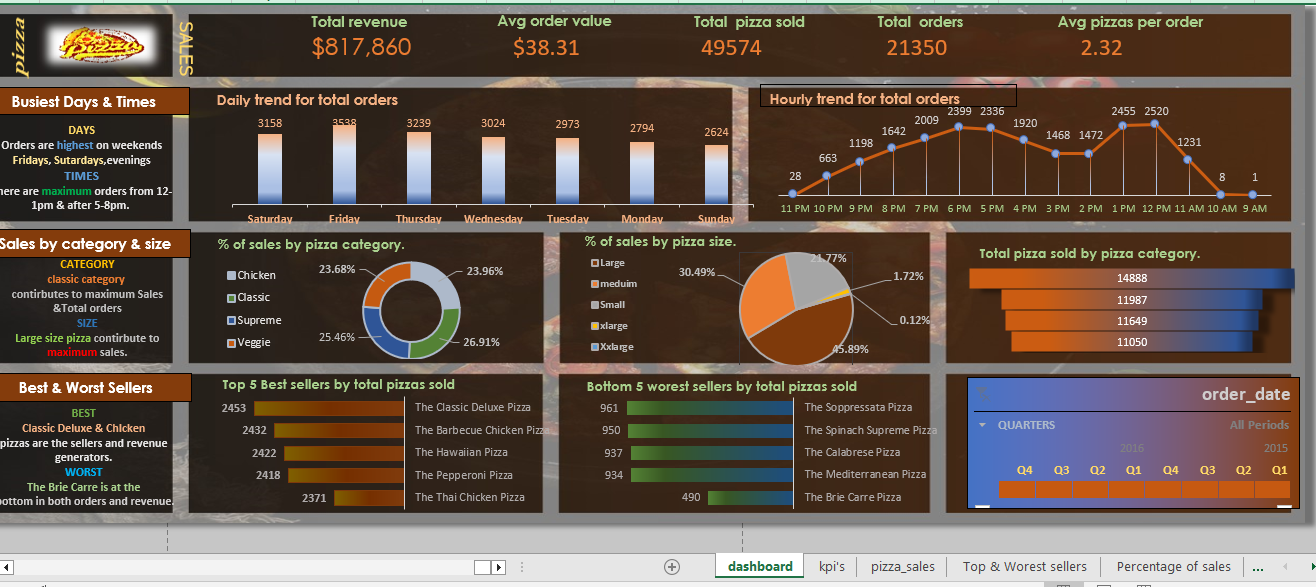 pizza
Pizza
SALES
Total revenue
$817,860
Avg order value
$38.31
Total pizza sold
49574
Total orders
21350
Avg pizzas per order
2.32
Busiest Days & Times
DAYS
Orders are highest on weekends
Fridays, Sutardays,evenings
TIMES
here are maximum orders from 12-
1pm & after 5-8pm.
Daily trend for total orders
3158 3538 3239 3024 2973 2794 2624
Saturday Friday Thursday Wednesday Tuesday Monday Sunday
Hourly trend for total orders
28 663 1198 1642 2009 2399 2336 1920 1468 1472 2455 2520 1231 8 1
11 PM 10 PM 9 PM 8 PM 7 PM 6 PM 5 PM 4 PM 3 PM 2 PM 1 PM 12 PM 11 AM 10 AM 9 AM
Sales by category & size
CATEGORY
classic category
contirbutes to maximum Sales
&Total orders
SIZE
Large size pizza contirbute to
maximum sales.
% of sales by pizza category.
Chicken
Classic
Supreme
Veggie
23.68%
23.96%
25.46%
26.91%
% of sales by pizza size.
Large
meduim
Small
xlarge
Xxlarge
30.49%
21.77%
1.72%
0.12%
45.89%
Total pizza sold by pizza category.
14888
11987
11649
11050
Best & Worst Sellers
BEST
Classic Deluxe & Chicken
pizzas are the sellers and revenue
generators.
WORST
The Brie Carre is at the
bottom in both orders and revenue.
Top 5 Best sellers by total pizzas sold
2453 The Classic Deluxe Pizza
2432 The Barbecue Chicken Pizza
2422 The Hawaiian Pizza
2418 The Pepperoni Pizza
2371 The Thai Chicken Pizza
Bottom 5 worest sellers by total pizzas sold
961 The Soppressata Pizza
950 The Spinach Supreme Pizza
937 The Calabrese Pizza
934 The Mediterranean Pizza
490 The Brie Carre Pizza
order_date
QUARTERS
All Periods
2016 2015
Q4 Q3 Q2 Q1 Q4 Q3 Q2 Q1
dashboard kpi's pizza_sales Top & Worest sellers Percentage of sales ...